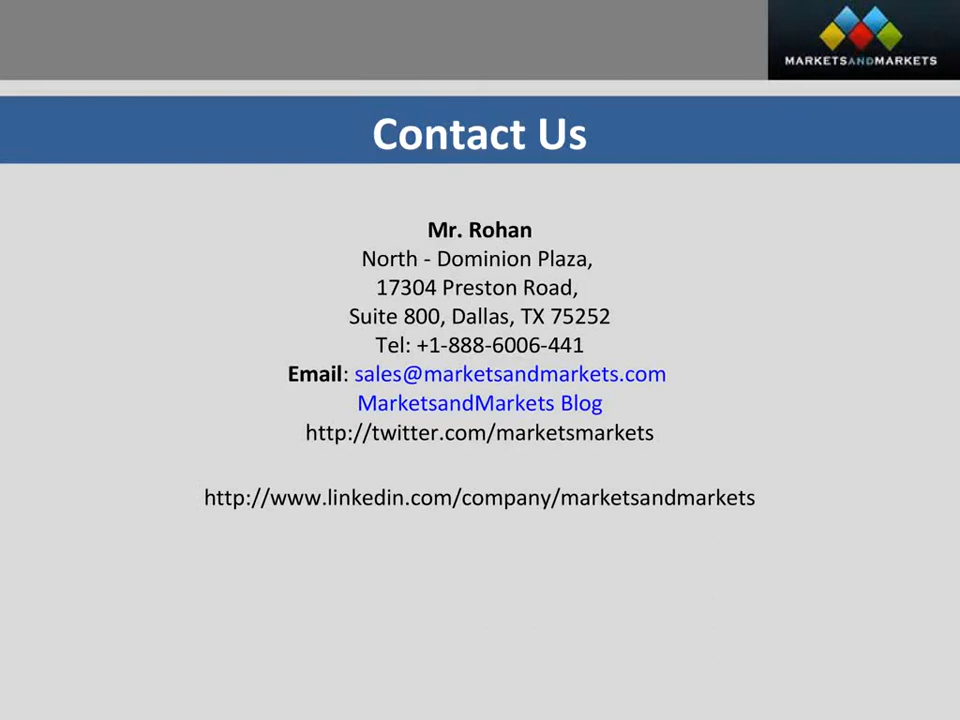 MARKETSANDMARKETS
Contact Us
Mr. Rohan
North - Dominion Plaza,
17304 Preston Road,
Suite 800, Dallas, TX 75252
Tel: +1-888-6006-441
Email: sales@marketsandmarkets.com
MarketsandMarkets Blog
http://twitter.com/marketsmarkets
http://www.linkedin.com/company/marketsandmarkets